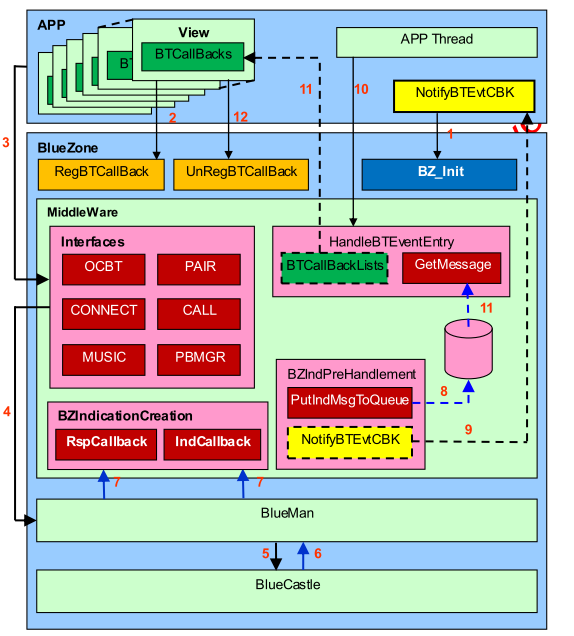 APP
View
BTCallBacks
BT
APP Thread
NotifyBTEvtCBK
11
10
2
12
1
3
BlueZone
RegBTCallBack
UnRegBTCallBack
BZ_Init
MiddleWare
Interfaces
OCBT
PAIR
CONNECT
CALL
MUSIC
PBMGR
HandleBTEventEntry
BTCallBackLists
GetMessage
11
BZIndPreHandlement
PutIndMsgToQueue
8
NotifyBTEvtCBK
9
4
BZIndicationCreation
RspCallback
IndCallback
7
7
BlueMan
5
6
BlueCastle